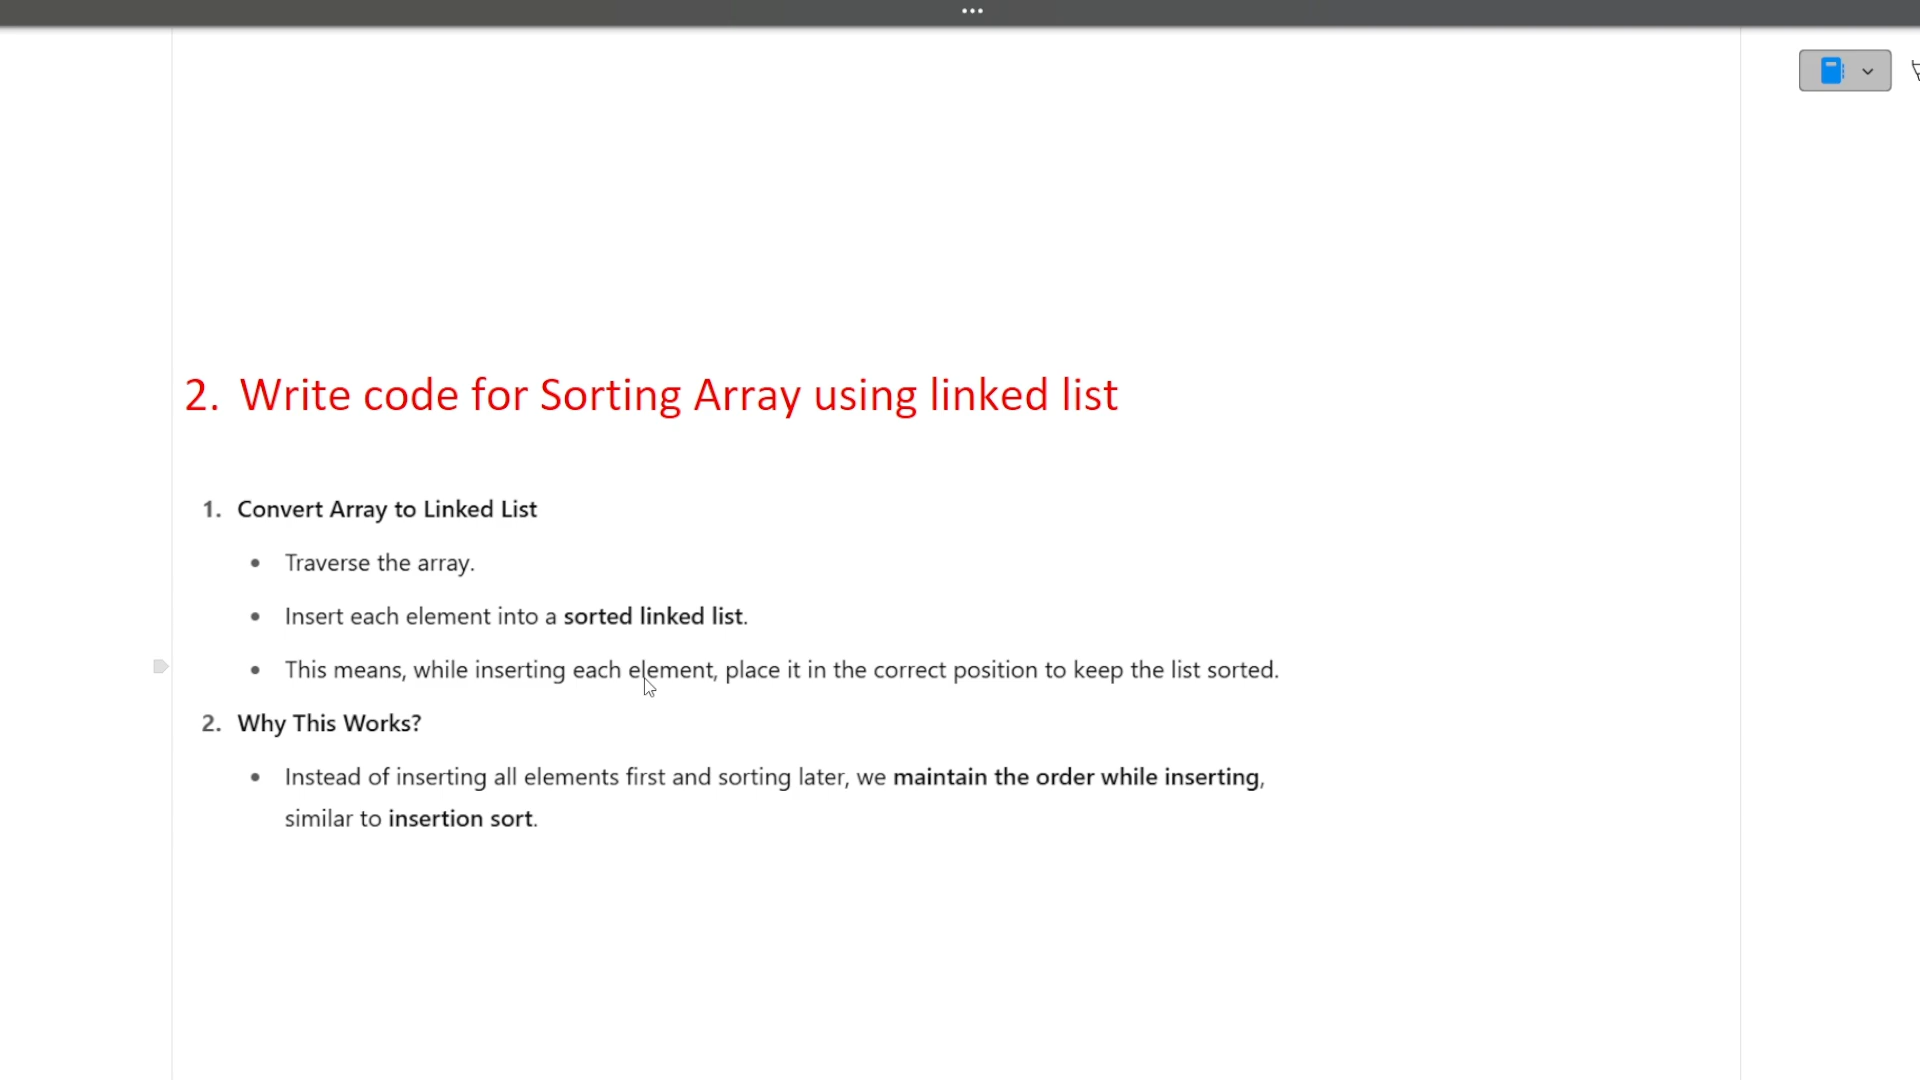 2. Write code for Sorting Array using linked list
1. Convert Array to Linked List
• Traverse the array.
• Insert each element into a sorted linked list.
• This means, while inserting each element, place it in the correct position to keep the list sorted.
2. Why This Works?
• Instead of inserting all elements first and sorting later, we maintain the order while inserting,
similar to insertion sort.